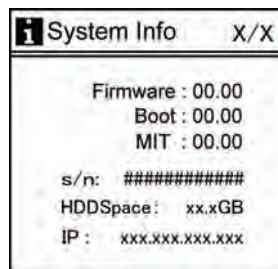 i System Info X/X
Firmware : 00.00
Boot : 00.00
MIT : 00.00
s/n: ############
HDDSpace: xx.xGB
IP : xxx.xxx.xxx.xxx